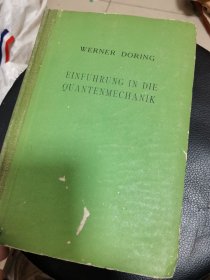 WERNER DÖRING
EINFÜHRUNG IN DIE
QUANTENMECHANIK